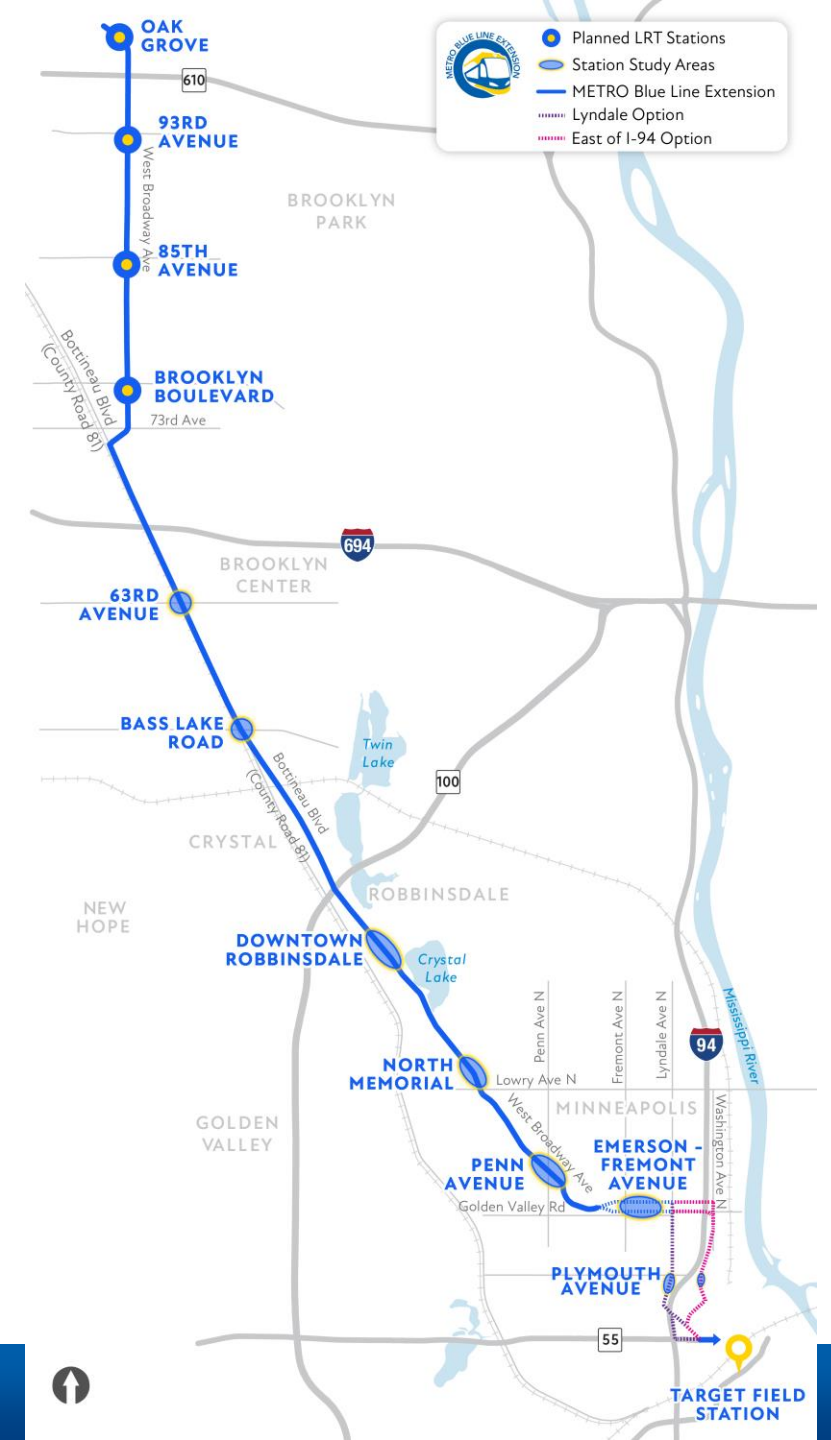 OAK
GROVE
610
METRO BLUE LINE EXTENSION
Planned LRT Stations
Station Study Areas
METRO Blue Line Extension
Lyndale Option
East of I-94 Option
93RD
AVENUE
West Broadway Ave
BROOKLYN
PARK
85TH
AVENUE
Bottineau Blvd
(County Road 81)
BROOKLYN
BOULEVARD
73rd Ave
694
BROOKLYN
CENTER
63RD
AVENUE
BASS LAKE
ROAD
Twin
Lake
Bottineau Blvd
(County Road 81)
100
CRYSTAL
ROBBINSDALE
NEW
HOPE
DOWNTOWN
ROBBINSDALE
Crystal
Lake
Penn Ave N
Fremont Ave N
Lyndale Ave N
Mississippi River
94
NORTH
MEMORIAL
Lowry Ave N
West Broadway Ave
MINNEAPOLIS
Washington Ave N
GOLDEN
VALLEY
EMERSON -
FREMONT
AVENUE
PENN
AVENUE
Golden Valley Rd
PLYMOUTH
AVENUE
55
TARGET FIELD
STATION